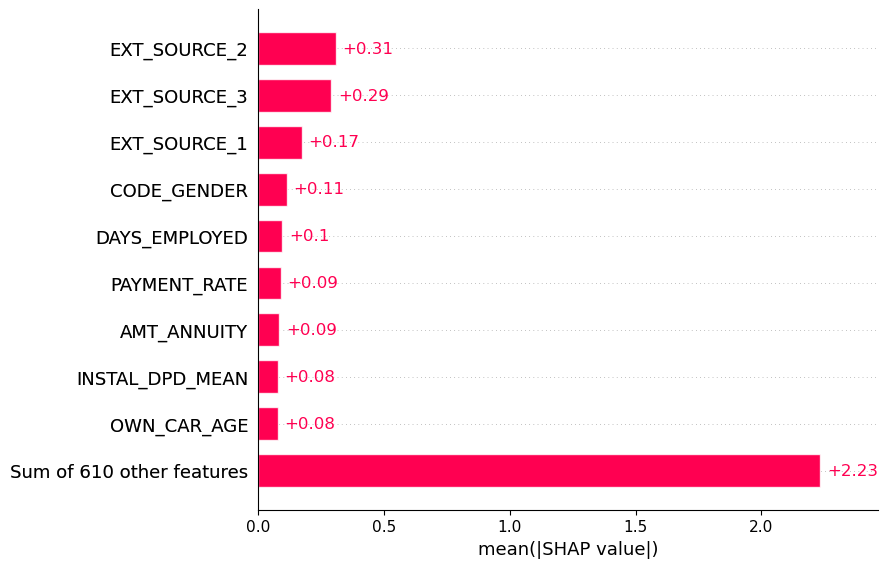 EXT_SOURCE_2 +0.31
EXT_SOURCE_3 +0.29
EXT_SOURCE_1 +0.17
CODE_GENDER +0.11
DAYS_EMPLOYED +0.1
PAYMENT_RATE +0.09
AMT_ANNUITY +0.09
INSTAL_DPD_MEAN +0.08
OWN_CAR_AGE +0.08
Sum of 610 other features +2.23
0.0 0.5 1.0 1.5 2.0
mean(|SHAP value|)